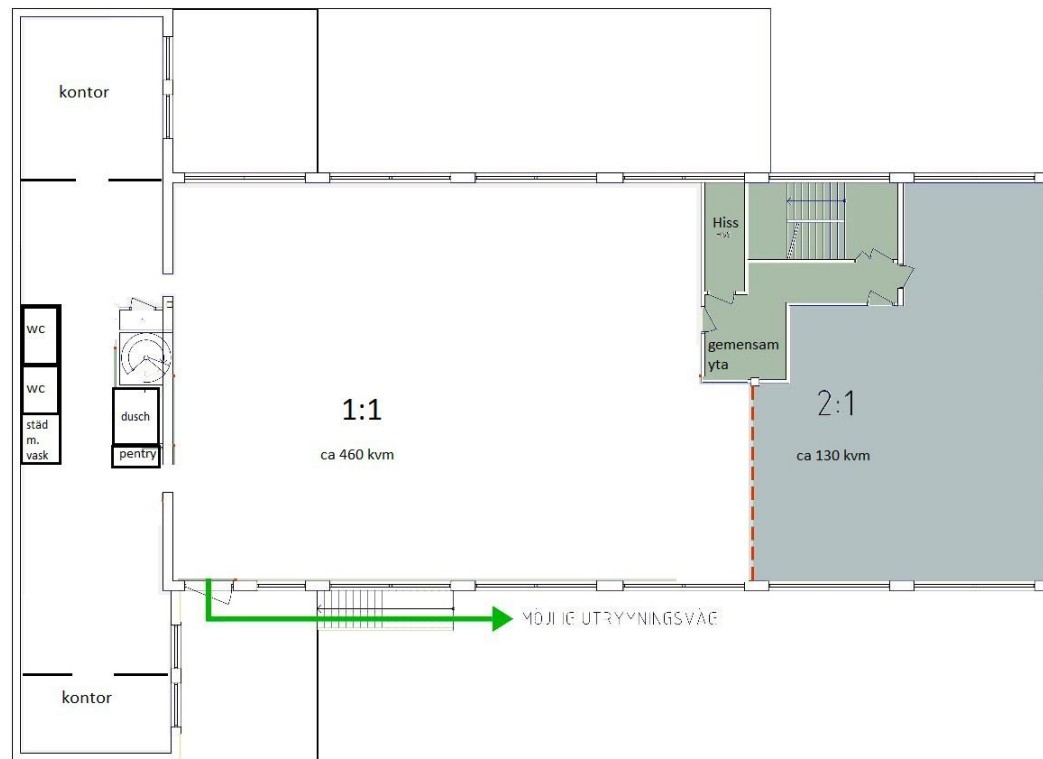 kontor
Hiss
wc
gemensam
yta
wc
dusch
1:1
2:1
städ
m.
vask
pentry
ca 460 kvm
ca 130 kvm
MÖJLIG UTRYMNINGSVÄG
kontor